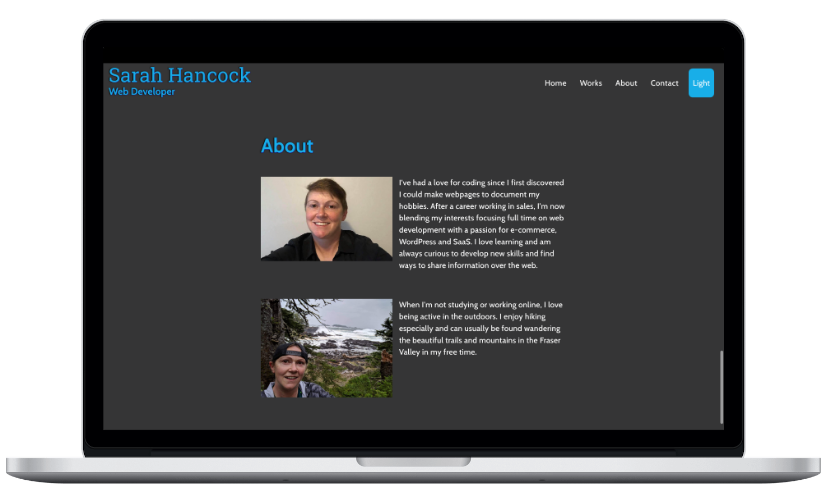 Sarah Hancock
Web Developer
Home Works About Contact Light
About
I've had a love for coding since I first discovered
I could make webpages to document my
hobbies. After a career working in sales, I'm now
blending my interests focusing full time on web
development with a passion for e-commerce,
WordPress and SaaS. I love learning and am
always curious to develop new skills and find
ways to share information over the web.
When I'm not studying or working online, I love
being active in the outdoors. I enjoy hiking
especially and can usually be found wandering
the beautiful trails and mountains in the Fraser
Valley in my free time.